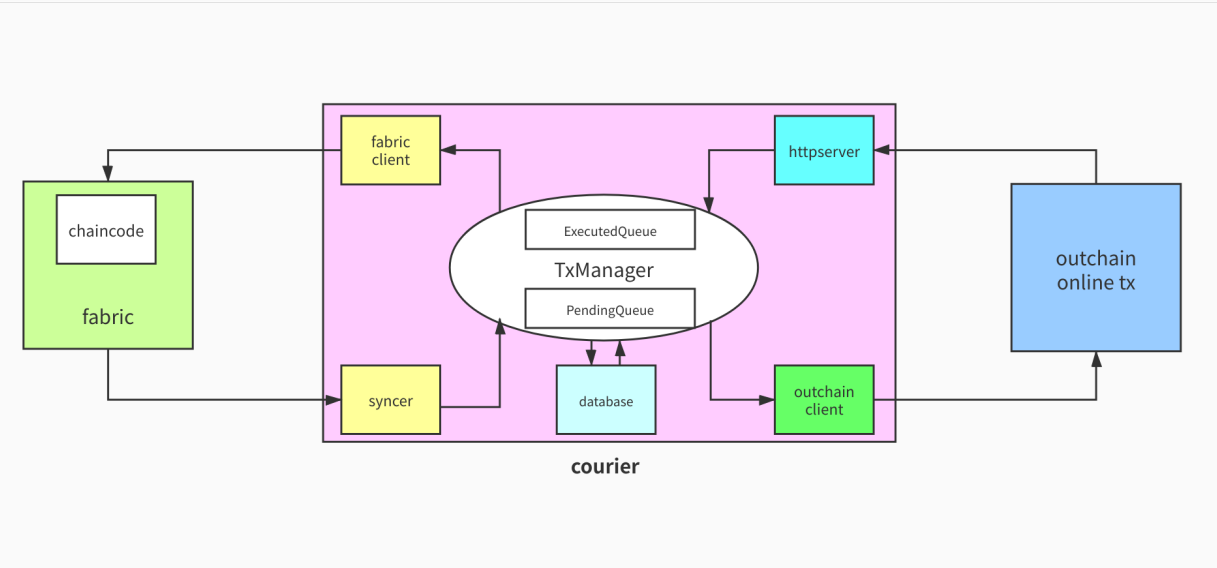 fabric
client
httpserver
chaincode
ExecutedQueue
TxManager
PendingQueue
outchain
online tx
fabric
syncer
database
outchain
client
courier